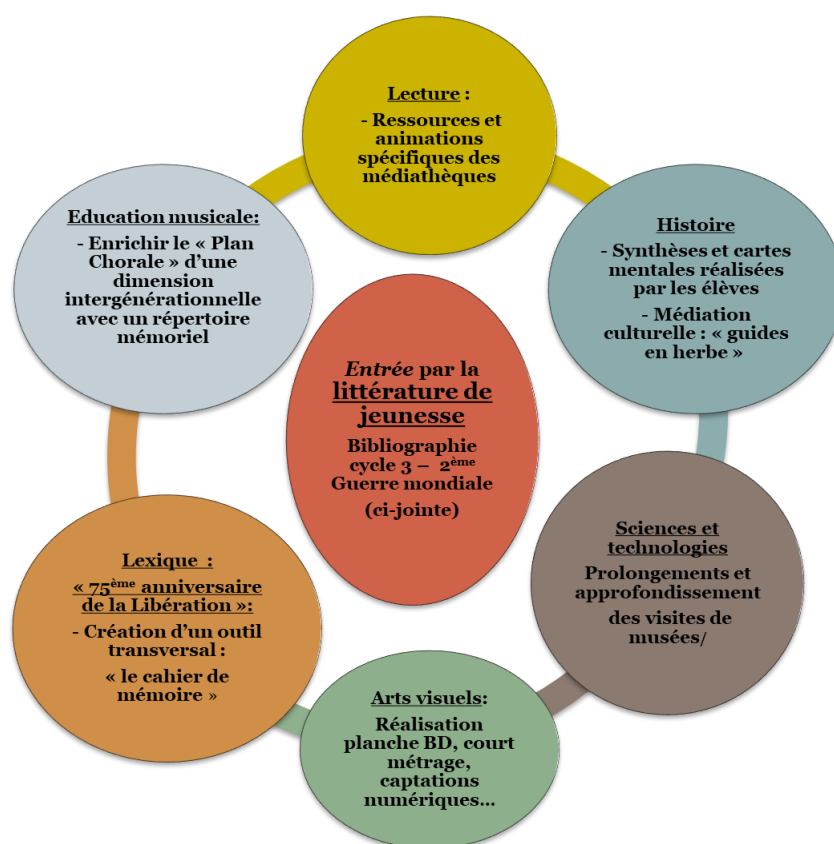 Lecture :
- Ressources et
animations
spécifiques des
médiathèques
Education musicale:
- Enrichir le « Plan
Chorale » d’une
dimension
intergénérationnelle
avec un répertoire
mémoriel
Histoire
- Synthèses et cartes
mentales réalisées
par les élèves
- Médiation
culturelle : « guides
en herbe »
Entrée par la
littérature de
jeunesse
Bibliographie
cycle 3 – 2ème
Guerre mondiale
(ci-jointe)
Sciences et
technologies
Prolongements et
approfondissement
des visites de
musées/
Lexique :
« 75ème anniversaire
de la Libération »:
- Création d’un outil
transversal :
« le cahier de
mémoire »
Arts visuels:
Réalisation
planche BD, court
métrage,
captations
numériques…